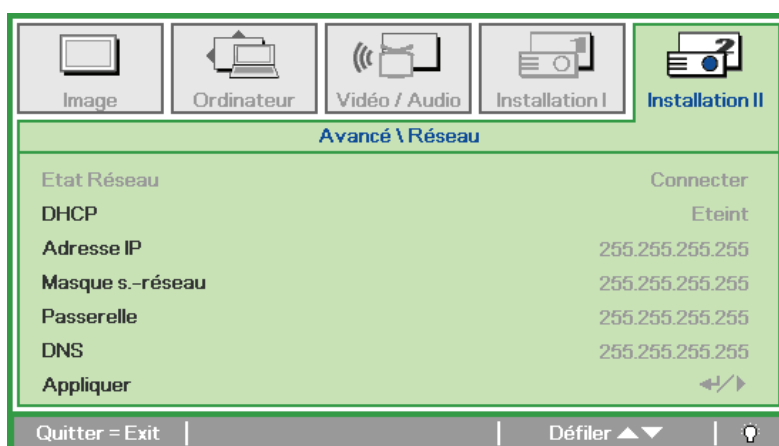 2
Image Ordinateur Vidéo / Audio Installation I Installation II
Avancé \ Réseau
Etat Réseau Connecter
DHCP Eteint
Adresse IP 255.255.255.255
Masque s.-réseau 255.255.255.255
Passerelle 255.255.255.255
DNS 255.255.255.255
Appliquer
Quitter = Exit Défiler